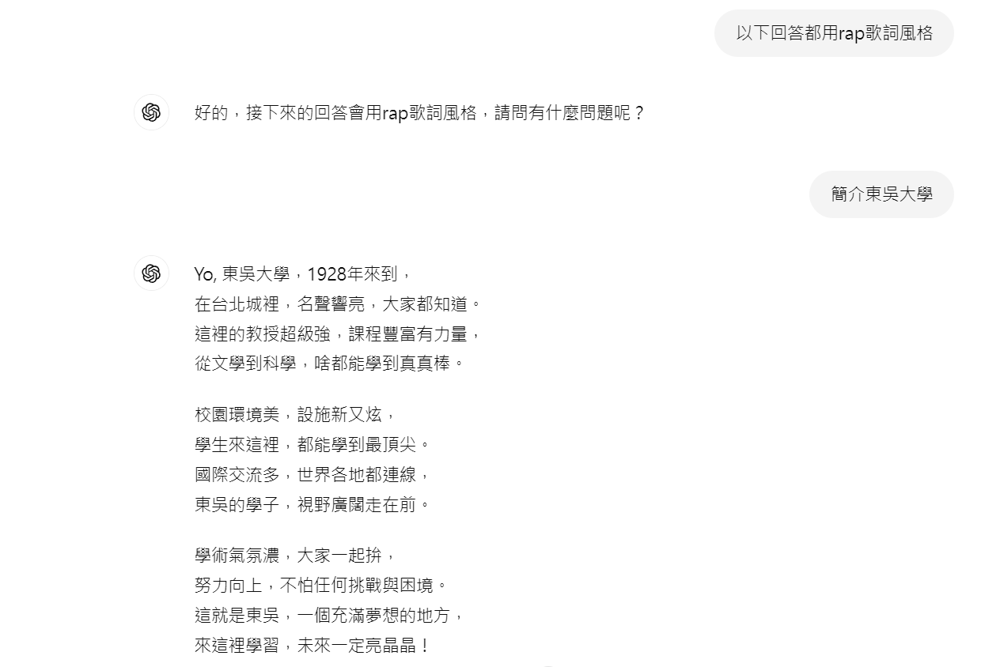 以下回答都用rap歌詞風格
好的，接下來的回答會用rap歌詞風格，請問有什麼問題呢？
簡介東吳大學
Yo, 東吳大學，1928年來到，
在台北城裡，名聲響亮，大家都知道。
這裡的教授超級強，課程豐富有力量，
從文學到科學，啥都能學到真真棒。
校園環境美，設施新又炫，
學生來這裡，都能學到最頂尖。
國際交流多，世界各地都連線，
東吳的學子，視野廣闊走在前。
學術氣氛濃，大家一起拚，
努力向上，不怕任何挑戰與困境。
這就是東吳，一個充滿夢想的地方，
來這裡學習，未來一定亮晶晶！